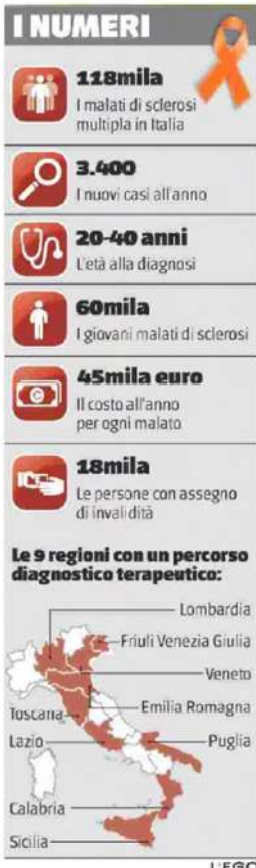 I NUMERI
118mila
I malati di sclerosi
multipla in Italia
3.400
I nuovi casi all'anno
20-40 anni
L'età alla diagnosi
60mila
I giovani malati di sclerosi
45mila euro
Il costo all'anno
per ogni malato
18mila
Le persone con assegno
di invalidità
Le 9 regioni con un percorso
diagnostico terapeutico:
Lombardia
Friuli Venezia Giulia
Veneto
Emilia Romagna
Toscana
Lazio
Puglia
Calabria
Sicilia
L'EGO